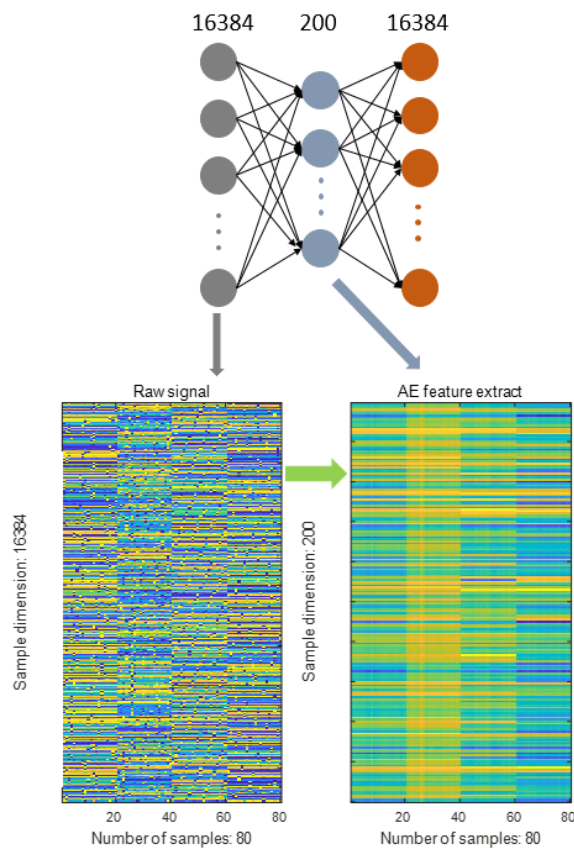 16384 200 16384
Raw signal
AE feature extract
Sample dimension: 16384
Sample dimension: 200
20 40 60 80
20 40 60 80
Number of samples: 80
Number of samples: 80